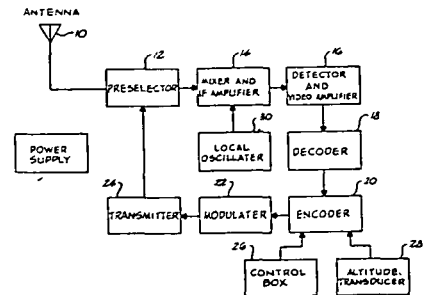 ANTENNA
10
12
PRESELECTOR
14
MIXER AND
IF AMPLIFIER
16
DETECTOR
AND
VIDEO AMPIFIER
30
LOCAL
OSCILLATER
18
DECODER
POWER
SUPPLY
24
TRANSMITTER
22
MODULATER
20
ENCODER
26
CONTROL
BOX
28
ALTITUDE
TRANSDUCER